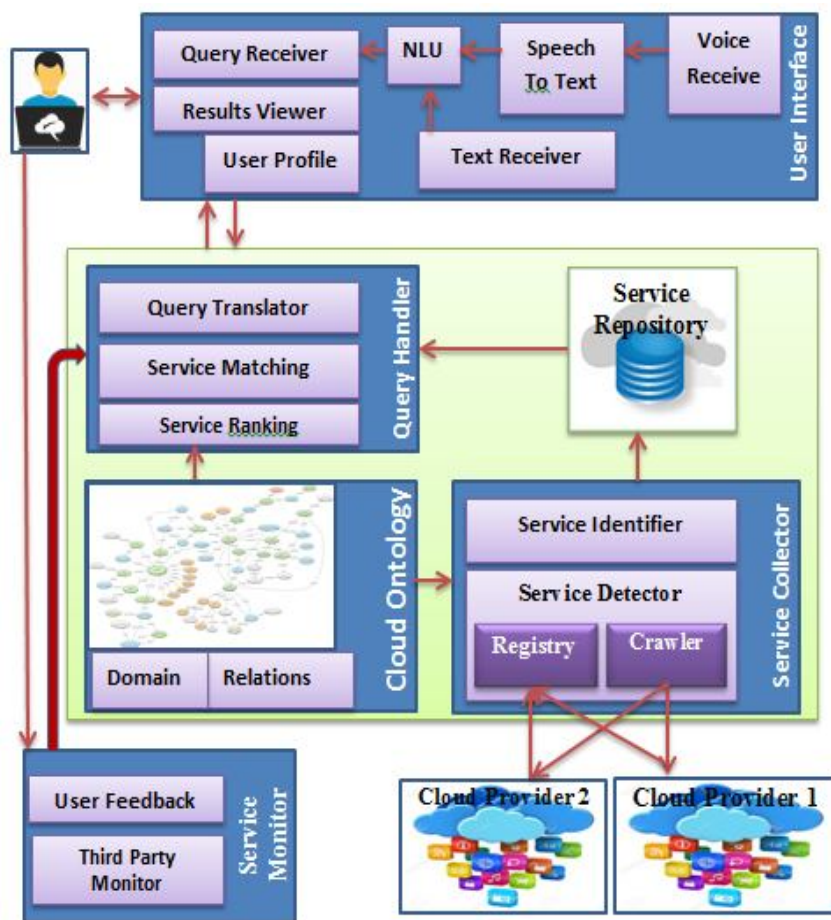 Query Receiver
NLU
Speech
To Text
Voice
Receive
Results Viewer
User Profile
Text Receiver
User Interface
Query Translator
Service Matching
Service Ranking
Query Handler
Service
Repository
Cloud Ontology
Domain
Relations
Service Identifier
Service Detector
Registry
Crawler
Service Collector
User Feedback
Third Party
Monitor
Service
Monitor
Cloud Provider 2
Cloud Provider 1